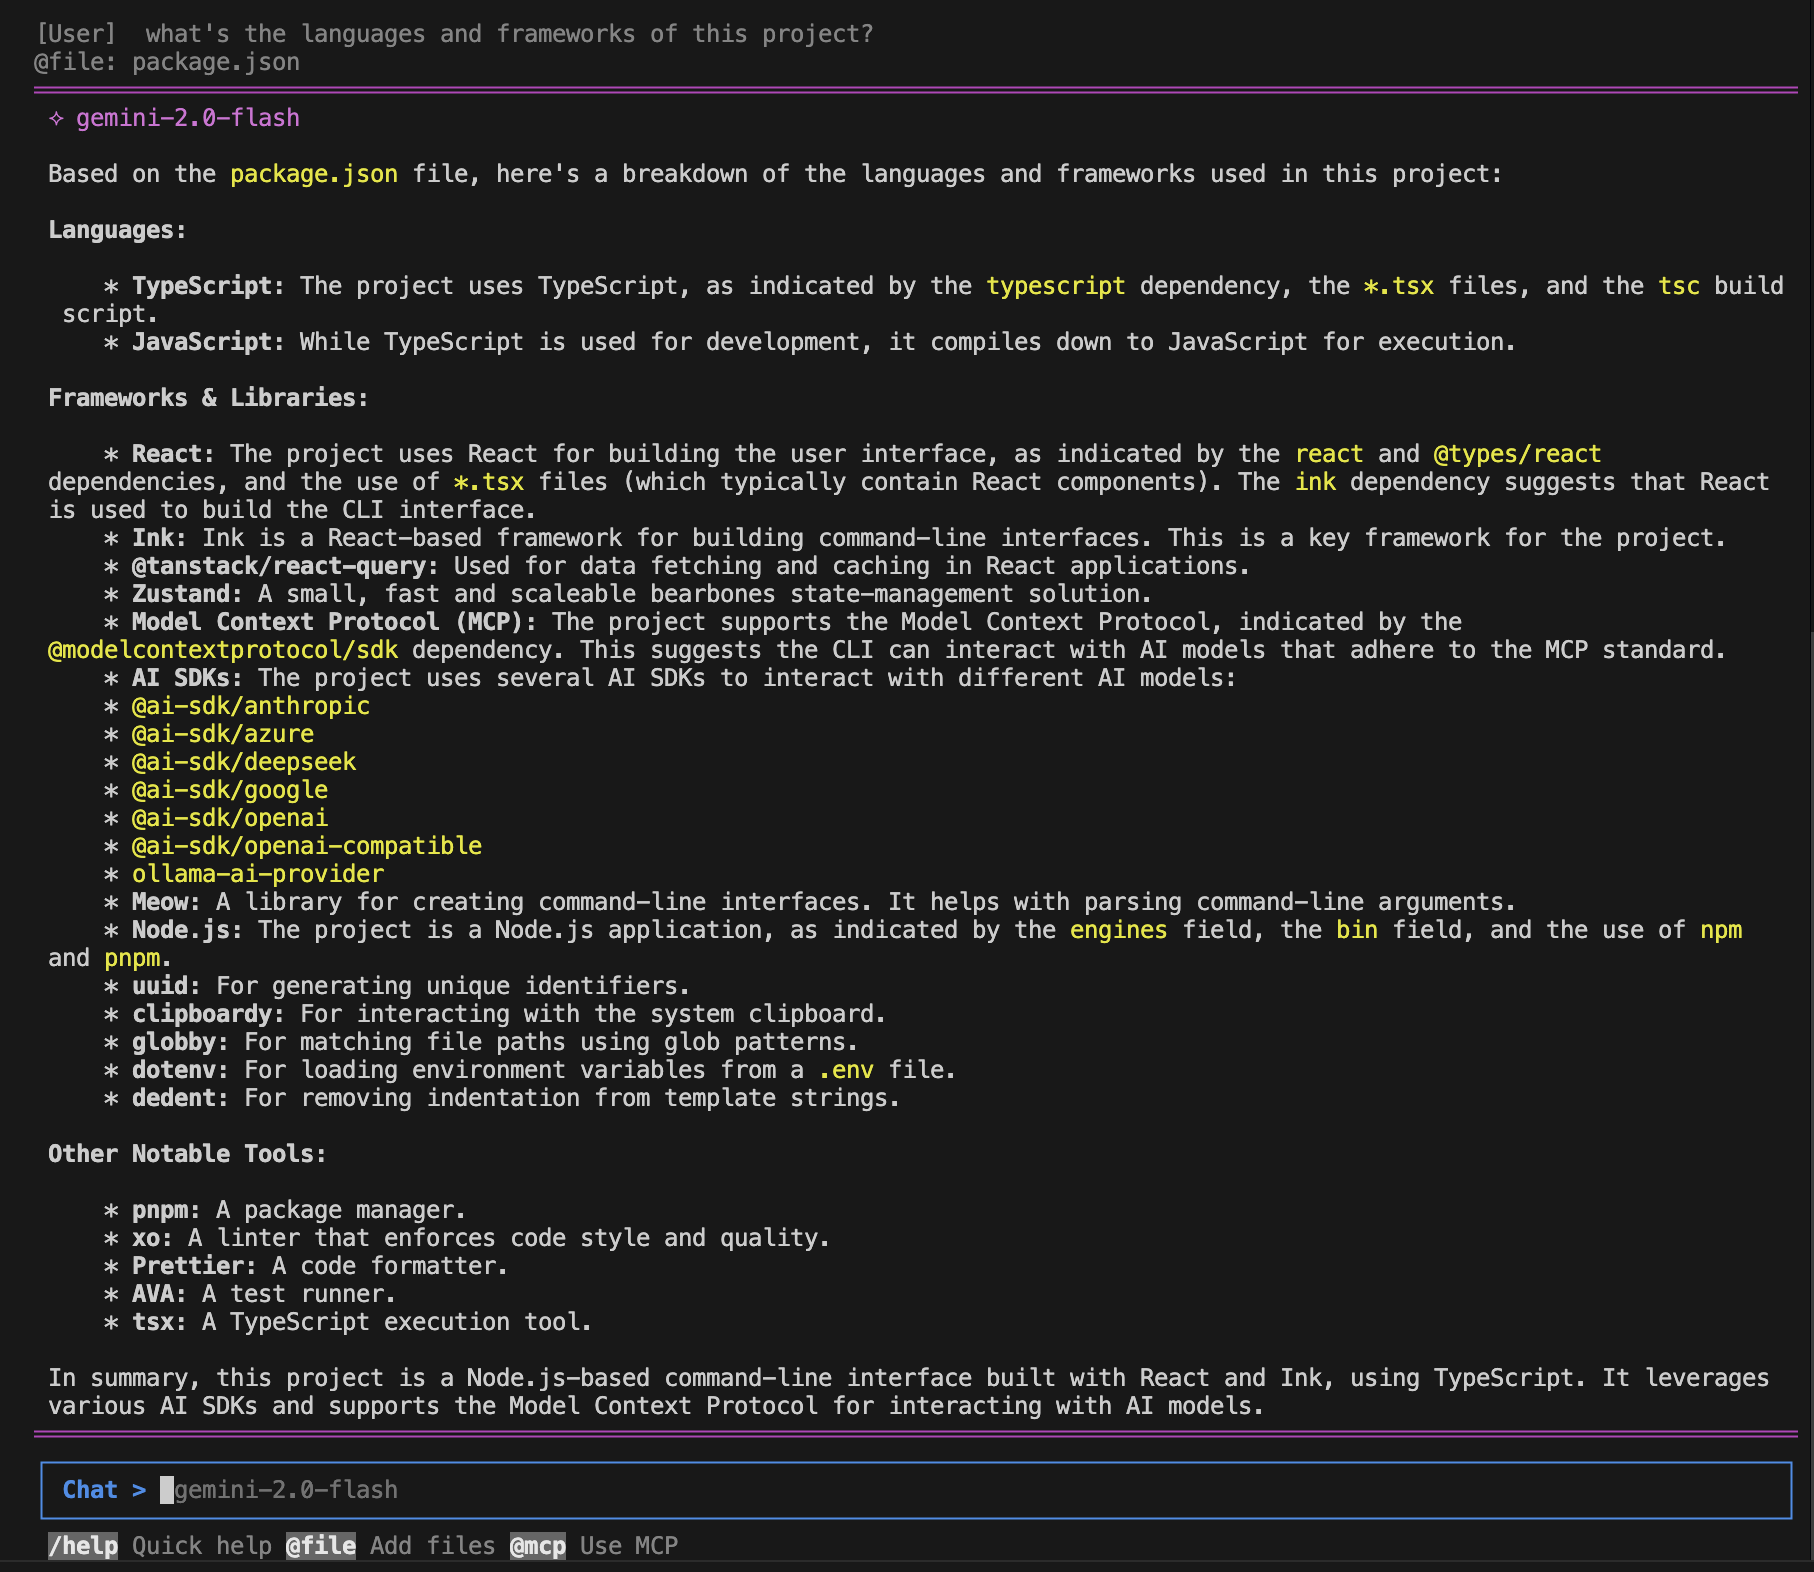 [User]  what's the languages and frameworks of this project?
@file: package.json
✧ gemini-2.0-flash
Based on the package.json file, here's a breakdown of the languages and frameworks used in this project:
Languages:
* TypeScript: The project uses TypeScript, as indicated by the typescript dependency, the *.tsx files, and the tsc build
script.
* JavaScript: While TypeScript is used for development, it compiles down to JavaScript for execution.
Frameworks & Libraries:
* React: The project uses React for building the user interface, as indicated by the react and @types/react
dependencies, and the use of *.tsx files (which typically contain React components). The ink dependency suggests that React
is used to build the CLI interface.
* Ink: Ink is a React-based framework for building command-line interfaces. This is a key framework for the project.
* @tanstack/react-query: Used for data fetching and caching in React applications.
* Zustand: A small, fast and scaleable bearbones state-management solution.
* Model Context Protocol (MCP): The project supports the Model Context Protocol, indicated by the
@modelcontextprotocol/sdk dependency. This suggests the CLI can interact with AI models that adhere to the MCP standard.
* AI SDKs: The project uses several AI SDKs to interact with different AI models:
* @ai-sdk/anthropic
* @ai-sdk/azure
* @ai-sdk/deepseek
* @ai-sdk/google
* @ai-sdk/openai
* @ai-sdk/openai-compatible
* ollama-ai-provider
* Meow: A library for creating command-line interfaces. It helps with parsing command-line arguments.
* Node.js: The project is a Node.js application, as indicated by the engines field, the bin field, and the use of npm
and pnpm.
* uuid: For generating unique identifiers.
* clipboardy: For interacting with the system clipboard.
* globby: For matching file paths using glob patterns.
* dotenv: For loading environment variables from a .env file.
* dedent: For removing indentation from template strings.
Other Notable Tools:
* pnpm: A package manager.
* xo: A linter that enforces code style and quality.
* Prettier: A code formatter.
* AVA: A test runner.
* tsx: A TypeScript execution tool.
In summary, this project is a Node.js-based command-line interface built with React and Ink, using TypeScript. It leverages
various AI SDKs and supports the Model Context Protocol for interacting with AI models.
Chat > gemini-2.0-flash
/help Quick help @file Add files @mcp Use MCP